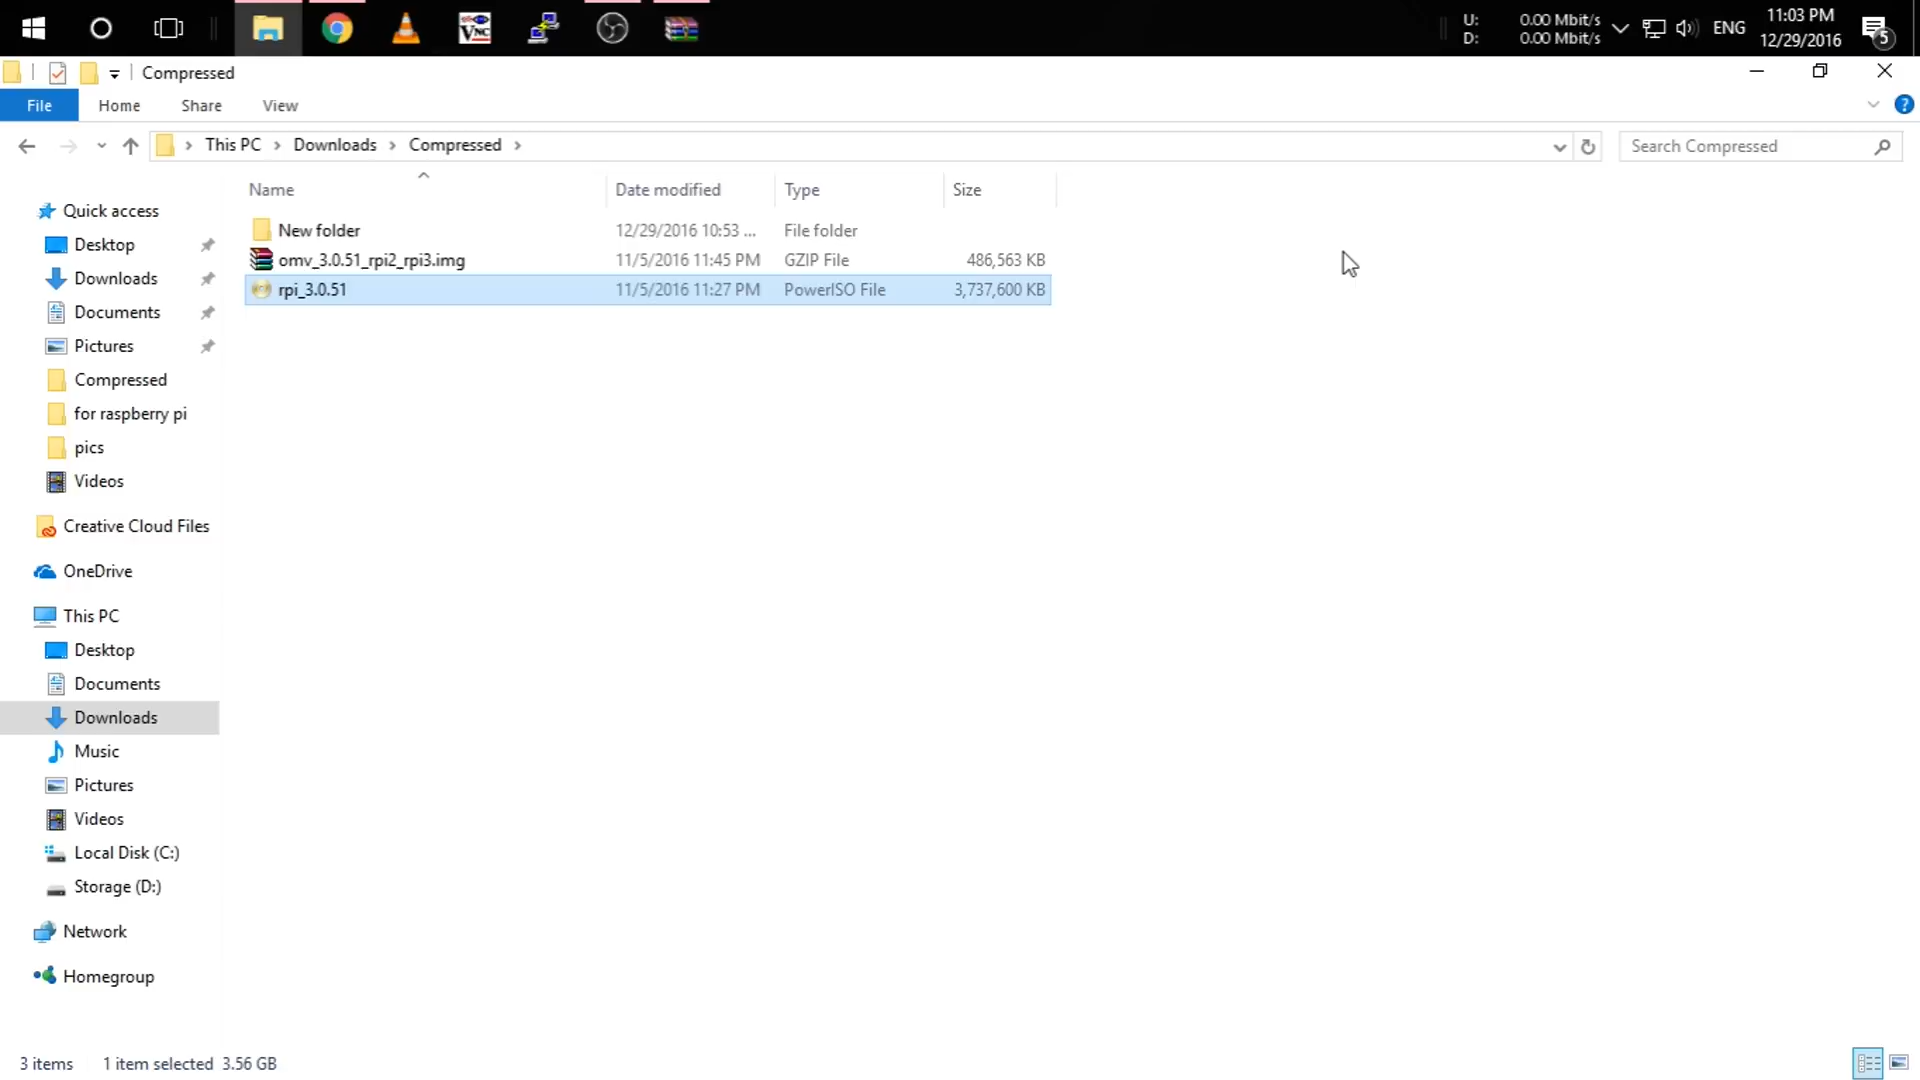 VNC
U: 0.00 Mbit/s
D: 0.00 Mbit/s
ENG
11:03 PM
12/29/2016
5
Compressed
File Home Share View
This PC Downloads Compressed
Search Compressed
Name Date modified Type Size
New folder 12/29/2016 10:53 ... File folder
omv_3.0.51_rpi2_rpi3.img 11/5/2016 11:45 PM GZIP File 486,563 KB
rpi_3.0.51 11/5/2016 11:27 PM PowerISO File 3,737,600 KB
Quick access
Desktop
Downloads
Documents
Pictures
Compressed
for raspberry pi
pics
Videos
Creative Cloud Files
OneDrive
This PC
Desktop
Documents
Downloads
Music
Pictures
Videos
Local Disk (C:)
Storage (D:)
Network
Homegroup
3 items 1 item selected 3.56 GB